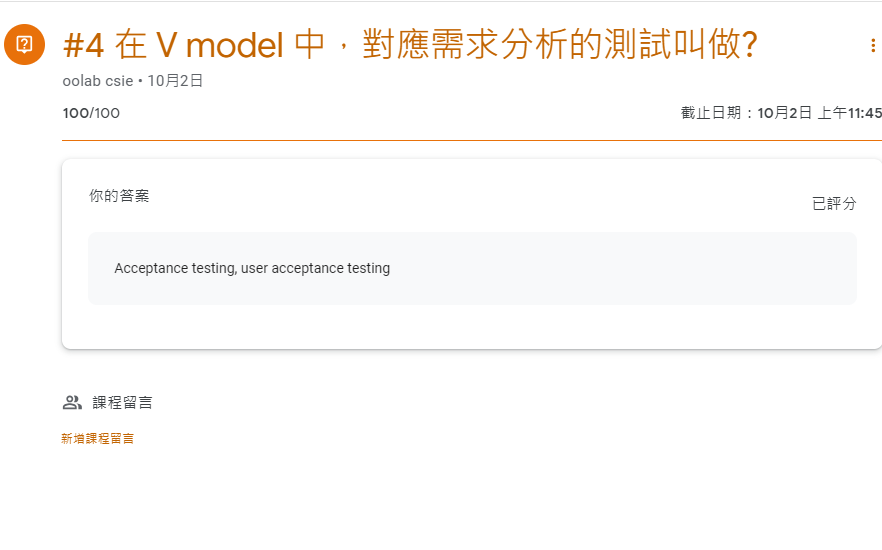 #4 在 V model 中，對應需求分析的測試叫做?
oolab csie • 10月2日
100/100
截止日期：10月2日 上午11:45
你的答案
已評分
Acceptance testing, user acceptance testing
課程留言
新增課程留言